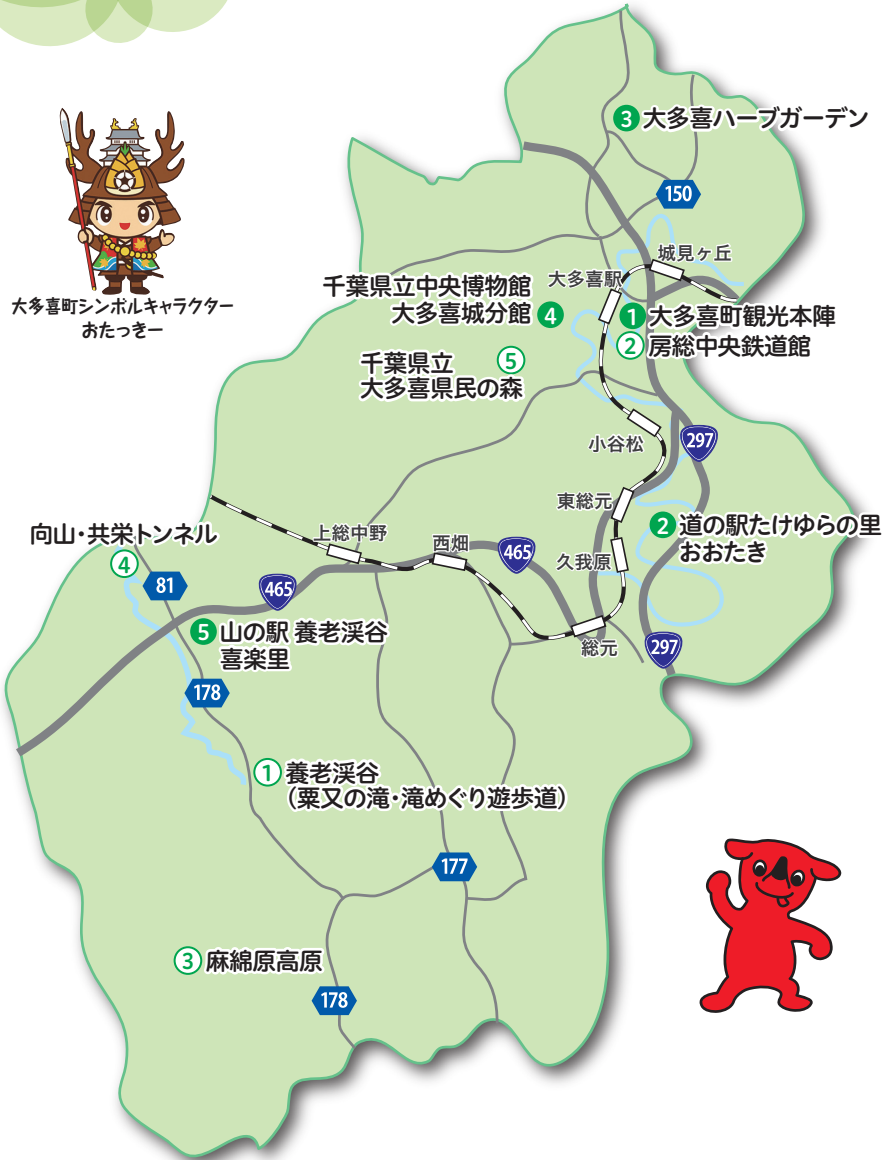 ③ 大多喜ハーブガーデン
150
城見ヶ丘
大多喜駅
千葉県立中央博物館
大多喜城分館 ④
① 大多喜町観光本陣
② 房総中央鉄道館
大多喜町シンボルキャラクター
おたっきー
千葉県立
大多喜県民の森
⑤
小谷松
297
東総元
② 道の駅たけゆらの里
おおたき
向山・共栄トンネル
④
上総中野
西畑
465
久我原
81
465
⑤ 山の駅 養老渓谷
喜楽里
総元
297
178
① 養老渓谷
（粟又の滝・滝めぐり遊歩道）
177
③ 麻綿原高原
178